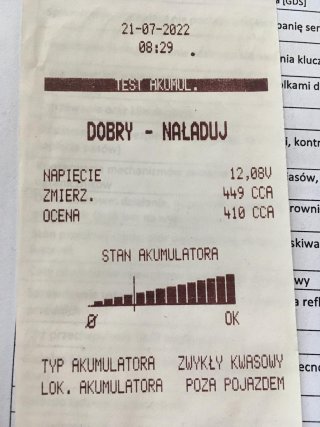 [GDS]
21-07-2022
08:29
TEST AKUMUL.
DOBRY - NAŁADUJ
NAPIĘCIE 12,08V
ZMIERZ. 449 CCA
OCENA 410 CCA
STAN AKUMULATORA
Ø OK
TYP AKUMULATORA ZWYKŁY KWASOWY
LOK. AKUMULATORA POZA POJAZDEM